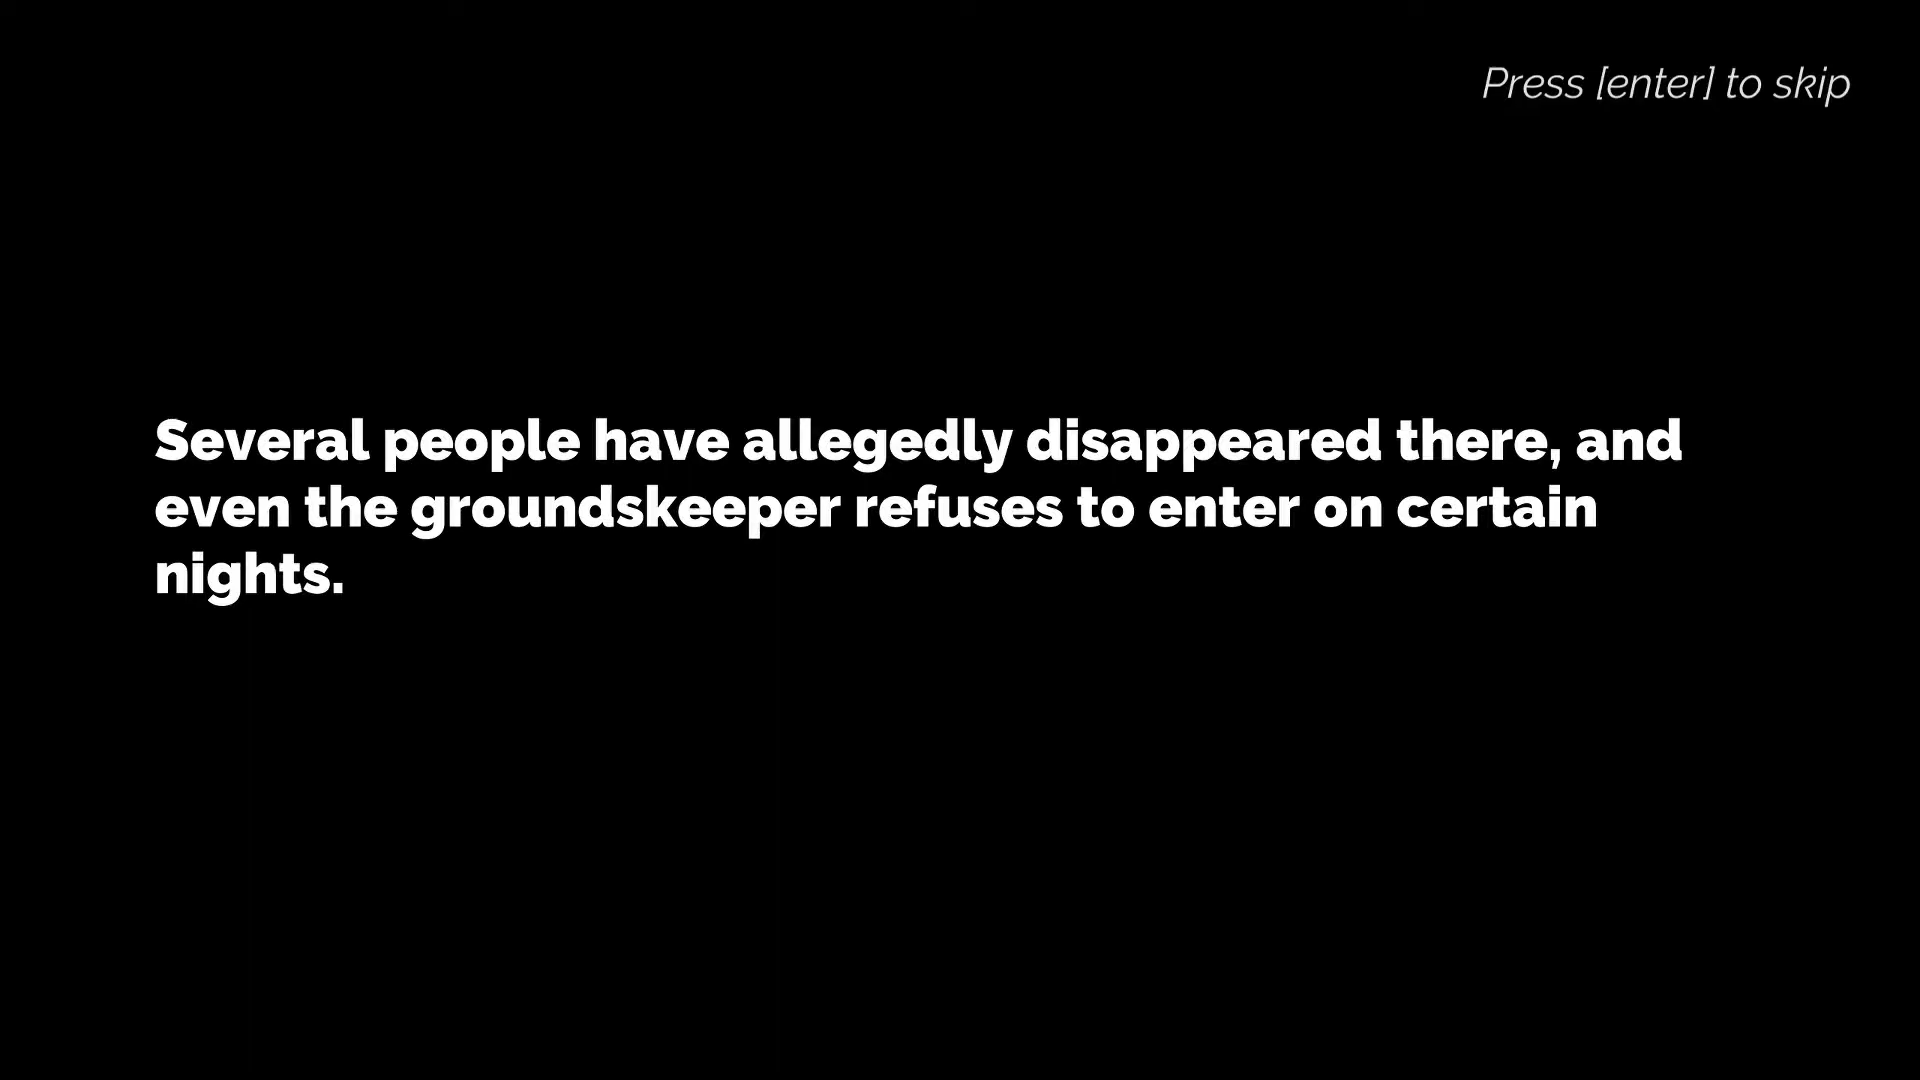 Press [enter] to skip
Several people have allegedly disappeared there, and
even the groundskeeper refuses to enter on certain
nights.